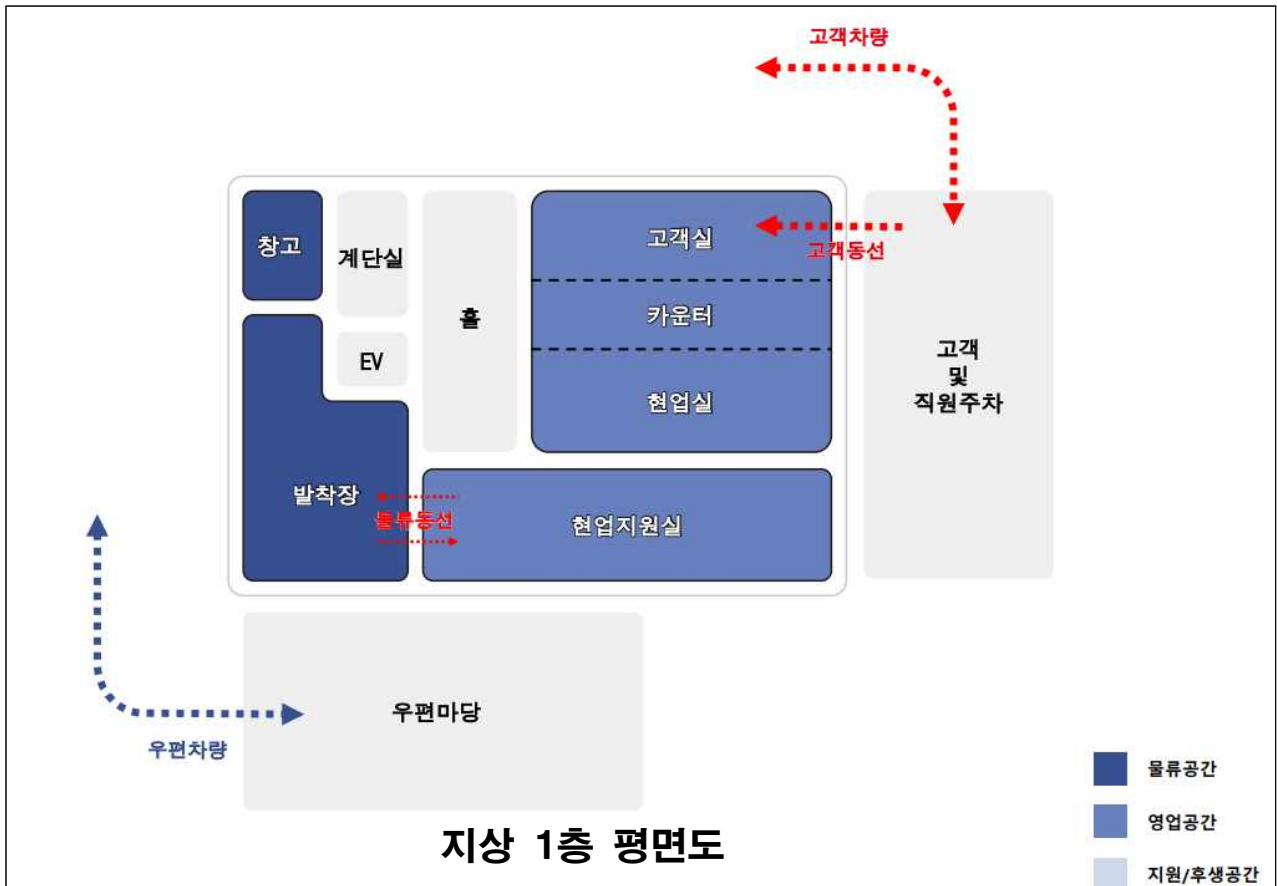 고객차량
창고
계단실
홀
고객실
고객동선
카운터
EV
고객
및
직원주차
현업실
발착장
물류동선
현업지원실
우편마당
우편차량
물류공간
영업공간
지상 1층 평면도
지원/후생공간